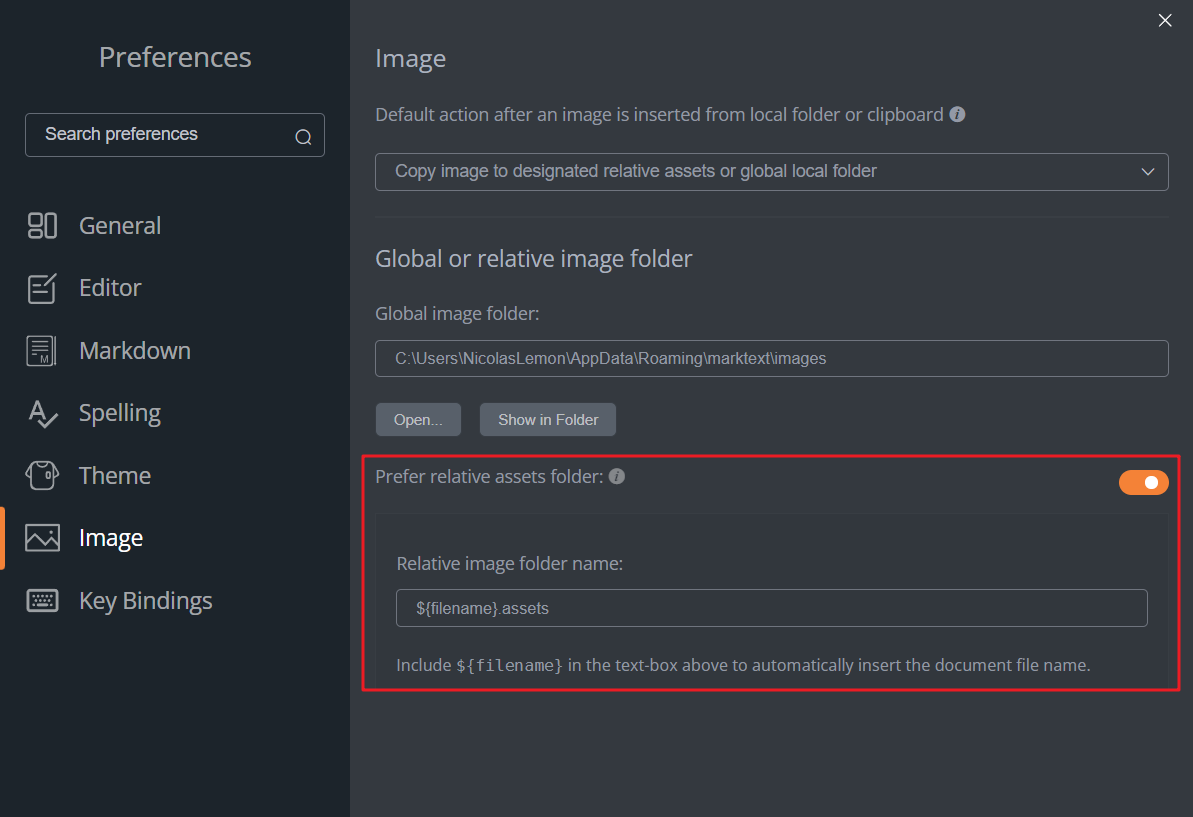 Preferences
Search preferences
General
Editor
Markdown
Spelling
Theme
Image
Key Bindings
Image
Default action after an image is inserted from local folder or clipboard
Copy image to designated relative assets or global local folder
Global or relative image folder
Global image folder:
C:\Users\NicolasLemon\AppData\Roaming\marktext\images
Open...
Show in Folder
Prefer relative assets folder:
Relative image folder name:
${filename}.assets
Include ${filename} in the text-box above to automatically insert the document file name.